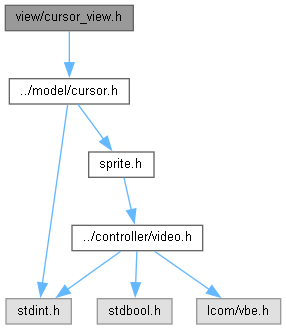 view/cursor_view.h
../model/cursor.h
sprite.h
../controller/video.h
stdint.h
stdbool.h
lcom/vbe.h